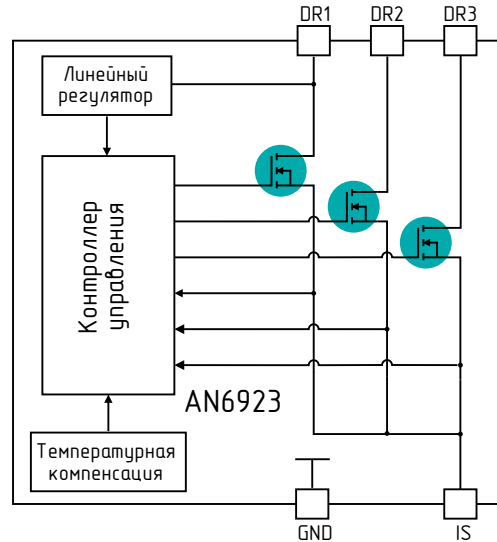 DR1 DR2 DR3
Линейный
регулятор
Контроллер
управления
AN6923
Температурная
компенсация
GND IS